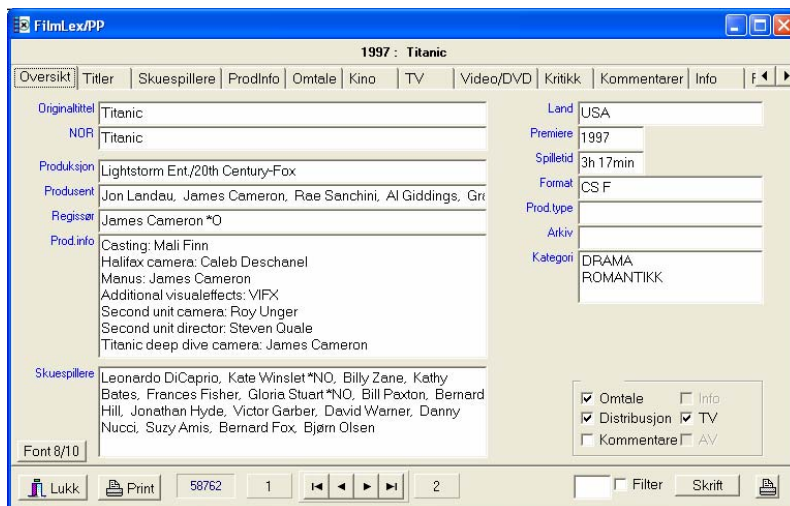 FilmLex/PP
1997 : Titanic
Oversikt Titler Skuespillere ProdInfo Omtale Kino TV Video/DVD Kritikk Kommentarer Info
Originaltittel Titanic
NOR Titanic
Produksjon Lightstorm Ent./20th Century-Fox
Produsent Jon Landau, James Cameron, Rae Sanchini, Al Giddings, Gr
Regissør James Cameron *O
Prod.info Casting: Mali Finn
Halifax camera: Caleb Deschanel
Manus: James Cameron
Additional visualeffects: VIFX
Second unit camera: Roy Unger
Second unit director: Steven Quale
Titanic deep dive camera: James Cameron
Skuespillere Leonardo DiCaprio, Kate Winslet *NO, Billy Zane, Kathy
Bates, Frances Fisher, Gloria Stuart *NO, Bill Paxton, Bernard
Hill, Jonathan Hyde, Victor Garber, David Warner, Danny
Nucci, Suzy Amis, Bernard Fox, Bjørn Olsen
Land USA
Premiere 1997
Spilletid 3h 17min
Format CS F
Prod.type
Arkiv
Kategori DRAMA
ROMANTIKK
Omtale Info
Distribusjon TV
Kommentare AV
Font 8/10
Lukk Print 58762 1 2 Filter Skrift